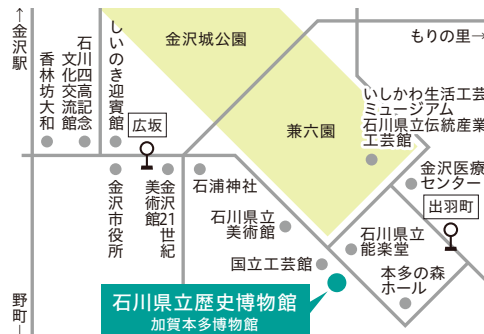 ←金沢駅
香林坊大和
石川四高記念
文化交流館
しいのき迎賓館
金沢城公園
もりの里→
広坂
兼六園
いしかわ生活工芸
ミュージアム
石川県立伝統産業
工芸館
金沢医療
センター
出羽町
金沢市役所
金沢21世紀
美術館
石浦神社
石川県立
美術館
国立工芸館
石川県立
能楽堂
本多の森
ホール
石川県立歴史博物館
加賀本多博物館
野町→